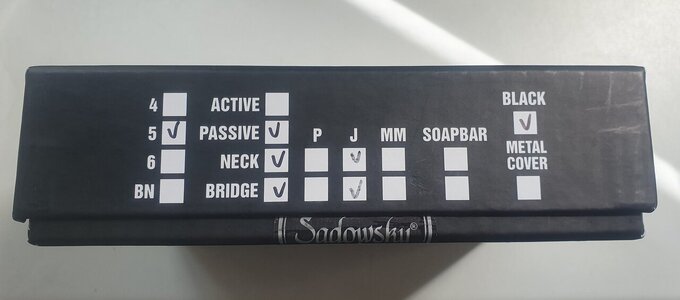 4 ACTIVE BLACK
5 PASSIVE P J MM SOAPBAR
6 NECK METAL COVER
BN BRIDGE
Sadowsky®